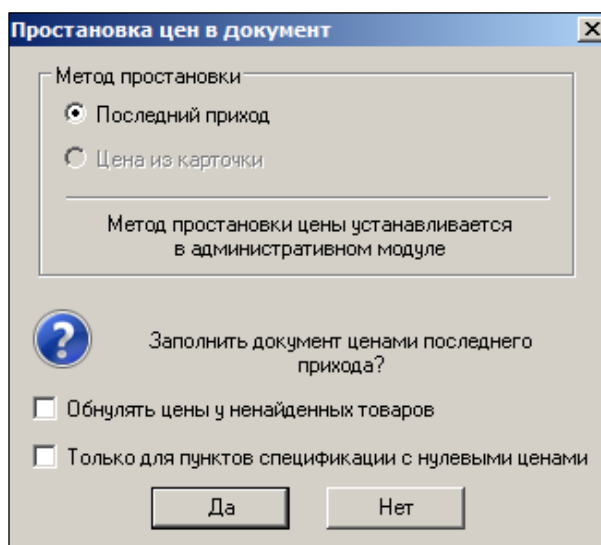 Простановка цен в документ
Метод простановки
Последний приход
Цена из карточки
Метод простановки цены устанавливается
в административном модуле
Заполнить документ ценами последнего
прихода?
Обнулять цены у ненайденных товаров
Только для пунктов спецификации с нулевыми ценами
Да
Нет